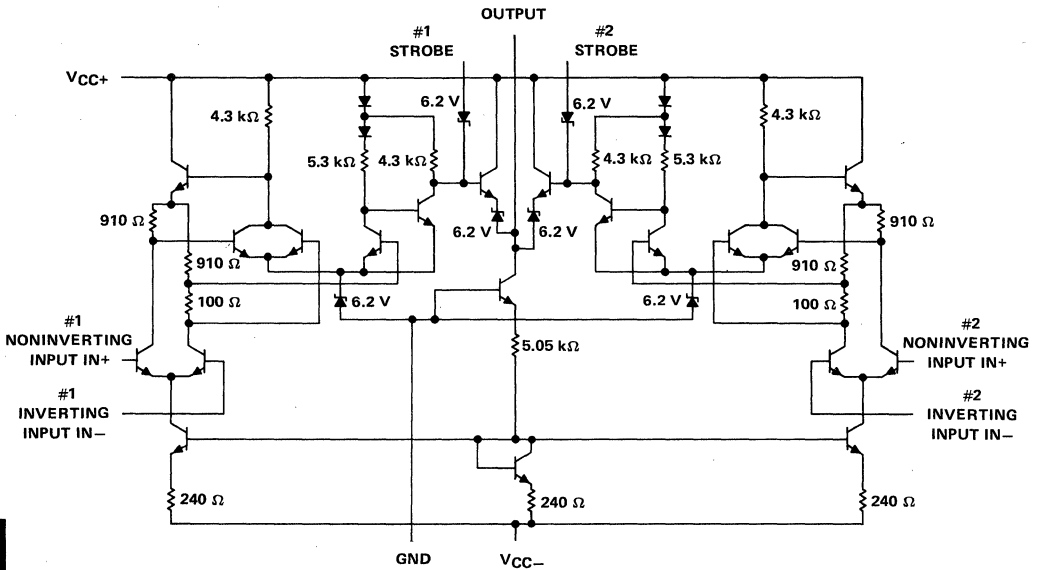 OUTPUT
#1
STROBE
#2
STROBE
VCC+
4.3 kΩ
6.2 V
6.2 V
4.3 kΩ
5.3 kΩ
4.3 kΩ
4.3 kΩ
5.3 kΩ
910 Ω
6.2 V
6.2 V
910 Ω
910 Ω
910 Ω
100 Ω
6.2 V
6.2 V
100 Ω
#1
NONINVERTING
INPUT IN+
5.05 kΩ
#2
NONINVERTING
INPUT IN+
#1
INVERTING
INPUT IN−
#2
INVERTING
INPUT IN−
240 Ω
240 Ω
240 Ω
GND
VCC−